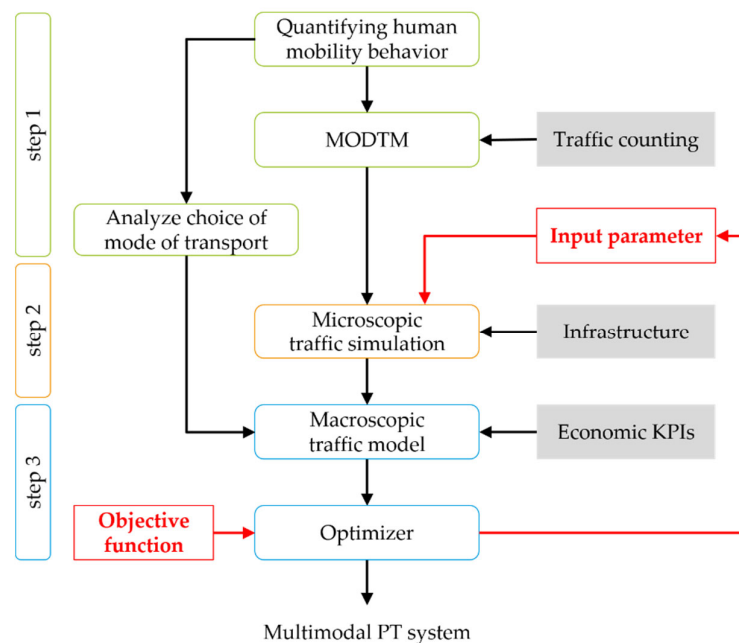 Quantifying human
mobility behavior
step 1
MODTM
Traffic counting
Analyze choice of
mode of transport
Input parameter
step 2
Microscopic
traffic simulation
Infrastructure
step 3
Macroscopic
traffic model
Economic KPIs
Objective
function
Optimizer
Multimodal PT system